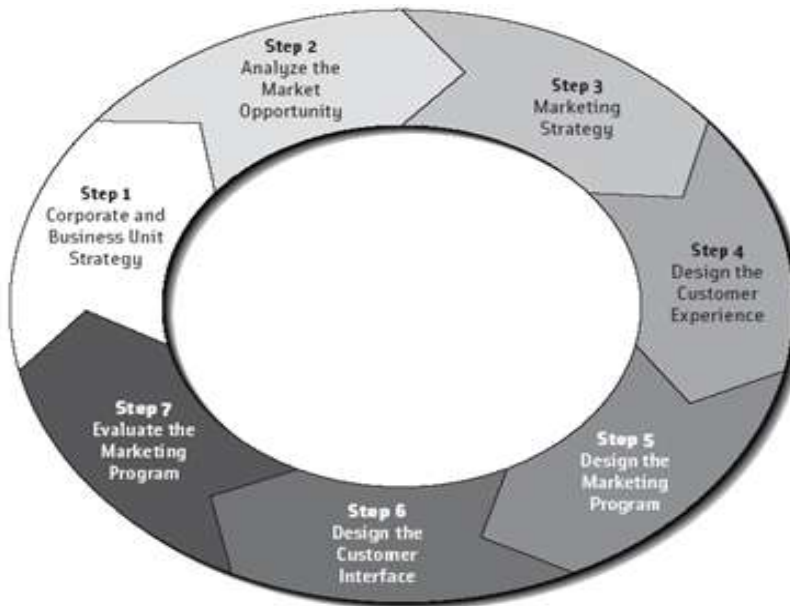 Step 1
Corporate and
Business Unit
Strategy
Step 2
Analyze the
Market
Opportunity
Step 3
Marketing
Strategy
Step 4
Design the
Customer
Experience
Step 5
Design the
Marketing
Program
Step 6
Design the
Customer
Interface
Step 7
Evaluate the
Marketing
Program